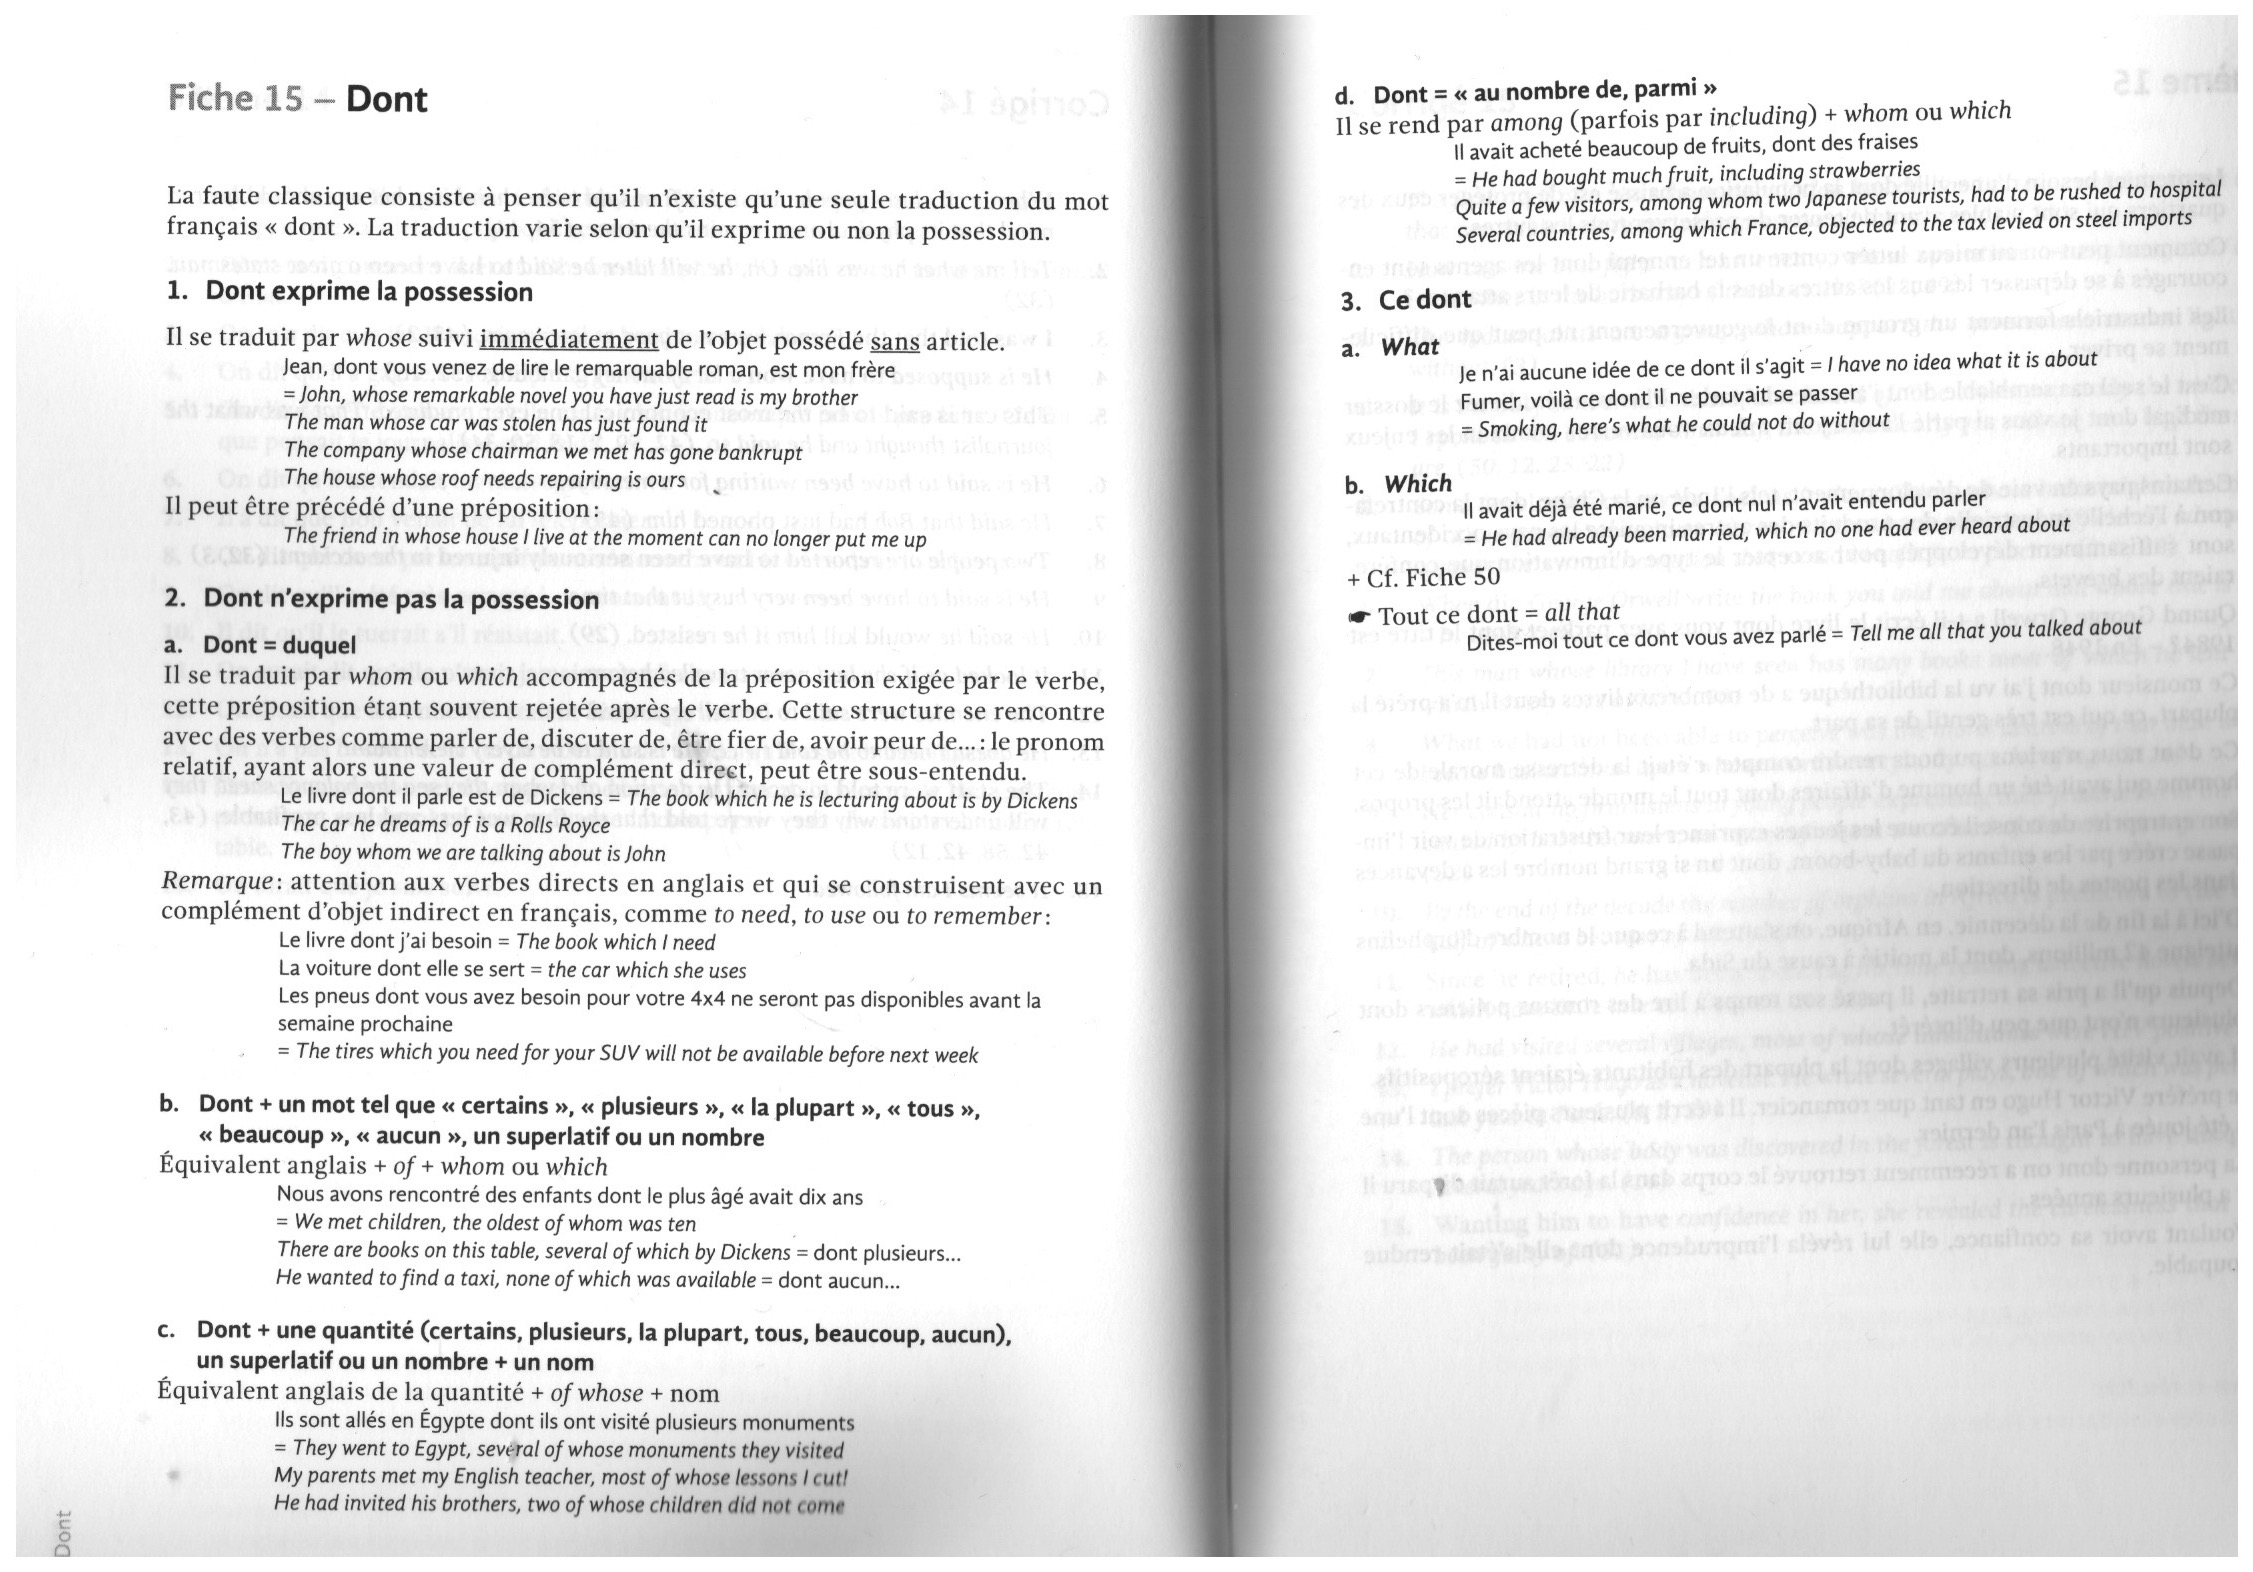 Fiche 15 – Dont
La faute classique consiste à penser qu'il n'existe qu'une seule traduction du mot
français « dont ». La traduction varie selon qu'il exprime ou non la possession.
1. Dont exprime la possession
Il se traduit par whose suivi immédiatement de l'objet possédé sans article.
Jean, dont vous venez de lire le remarquable roman, est mon frère
= John, whose remarkable novel you have just read is my brother
The man whose car was stolen has just found it
The company whose chairman we met has gone bankrupt
The house whose roof needs repairing is ours
Il peut être précédé d'une préposition :
The friend in whose house I live at the moment can no longer put me up
2. Dont n'exprime pas la possession
a. Dont = duquel
Il se traduit par whom ou which accompagnés de la préposition exigée par le verbe,
cette préposition étant souvent rejetée après le verbe. Cette structure se rencontre
avec des verbes comme parler de, discuter de, être fier de, avoir peur de... : le pronom
relatif, ayant alors une valeur de complément direct, peut être sous-entendu.
Le livre dont il parle est de Dickens = The book which he is lecturing about is by Dickens
The car he dreams of is a Rolls Royce
The boy whom we are talking about is John
Remarque : attention aux verbes directs en anglais et qui se construisent avec un
complément d'objet indirect en français, comme to need, to use ou to remember :
Le livre dont j'ai besoin = The book which I need
La voiture dont elle se sert = the car which she uses
Les pneus dont vous avez besoin pour votre 4x4 ne seront pas disponibles avant la
semaine prochaine
= The tires which you need for your SUV will not be available before next week
b. Dont + un mot tel que « certains », « plusieurs », « la plupart », « tous »,
« beaucoup », « aucun », un superlatif ou un nombre
Équivalent anglais + of + whom ou which
Nous avons rencontré des enfants dont le plus âgé avait dix ans
= We met children, the oldest of whom was ten
There are books on this table, several of which by Dickens = dont plusieurs...
He wanted to find a taxi, none of which was available = dont aucun...
c. Dont + une quantité (certains, plusieurs, la plupart, tous, beaucoup, aucun),
un superlatif ou un nombre + un nom
Équivalent anglais de la quantité + of whose + nom
Ils sont allés en Égypte dont ils ont visité plusieurs monuments
= They went to Egypt, several of whose monuments they visited
My parents met my English teacher, most of whose lessons I cut!
He had invited his brothers, two of whose children did not come
Dont
d. Dont = « au nombre de, parmi »
Il se rend par among (parfois par including) + whom ou which
Il avait acheté beaucoup de fruits, dont des fraises
= He had bought much fruit, including strawberries
Quite a few visitors, among whom two Japanese tourists, had to be rushed to hospital
Several countries, among which France, objected to the tax levied on steel imports
3. Ce dont
a. What
Je n'ai aucune idée de ce dont il s'agit = I have no idea what it is about
Fumer, voilà ce dont il ne pouvait se passer
= Smoking, here's what he could not do without
b. Which
Il avait déjà été marié, ce dont nul n'avait entendu parler
= He had already been married, which no one had ever heard about
+ Cf. Fiche 50
☛ Tout ce dont = all that
Dites-moi tout ce dont vous avez parlé = Tell me all that you talked about